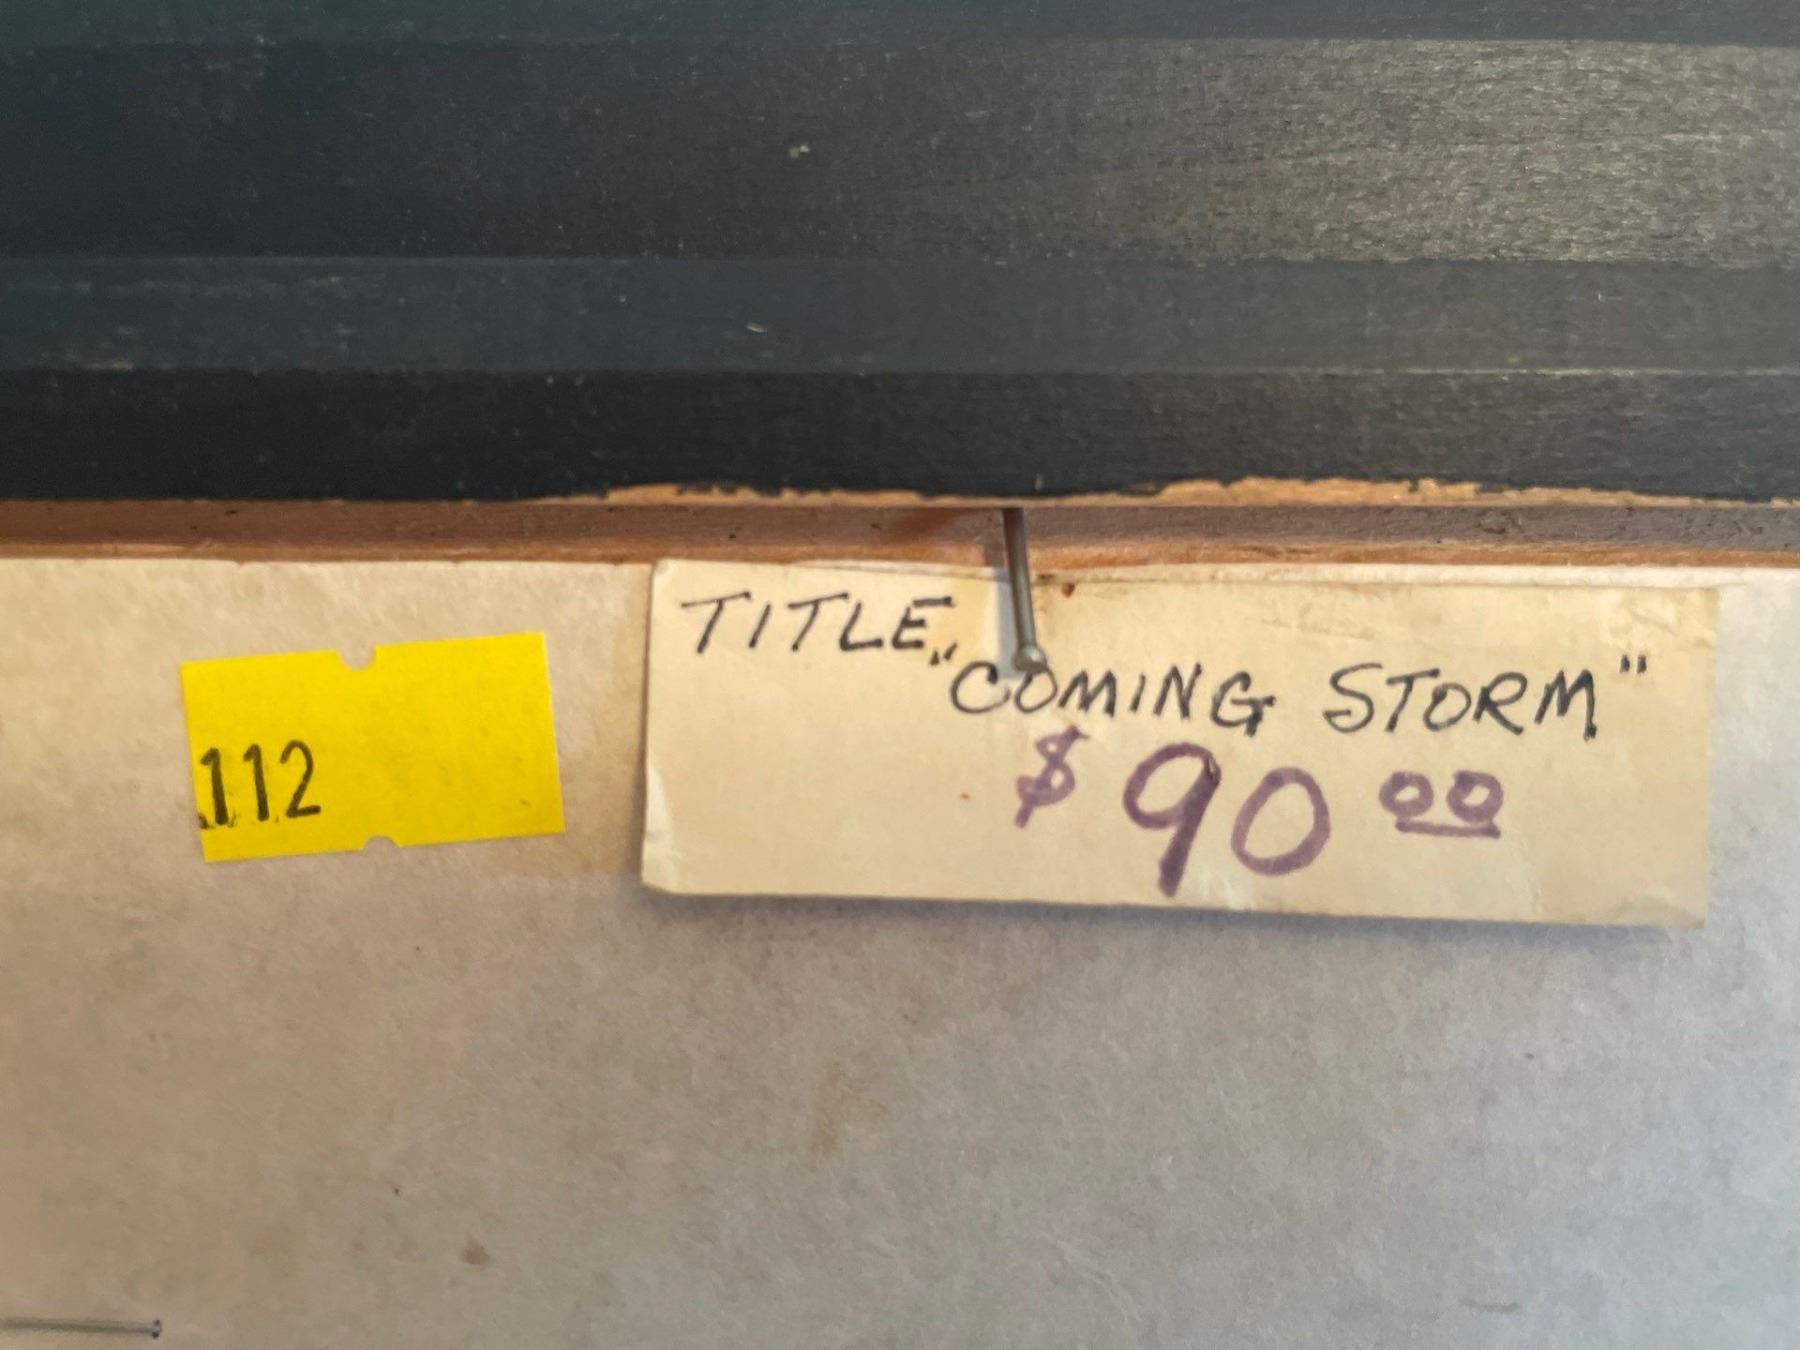 112
TITLE
"COMING STORM"
$90.00